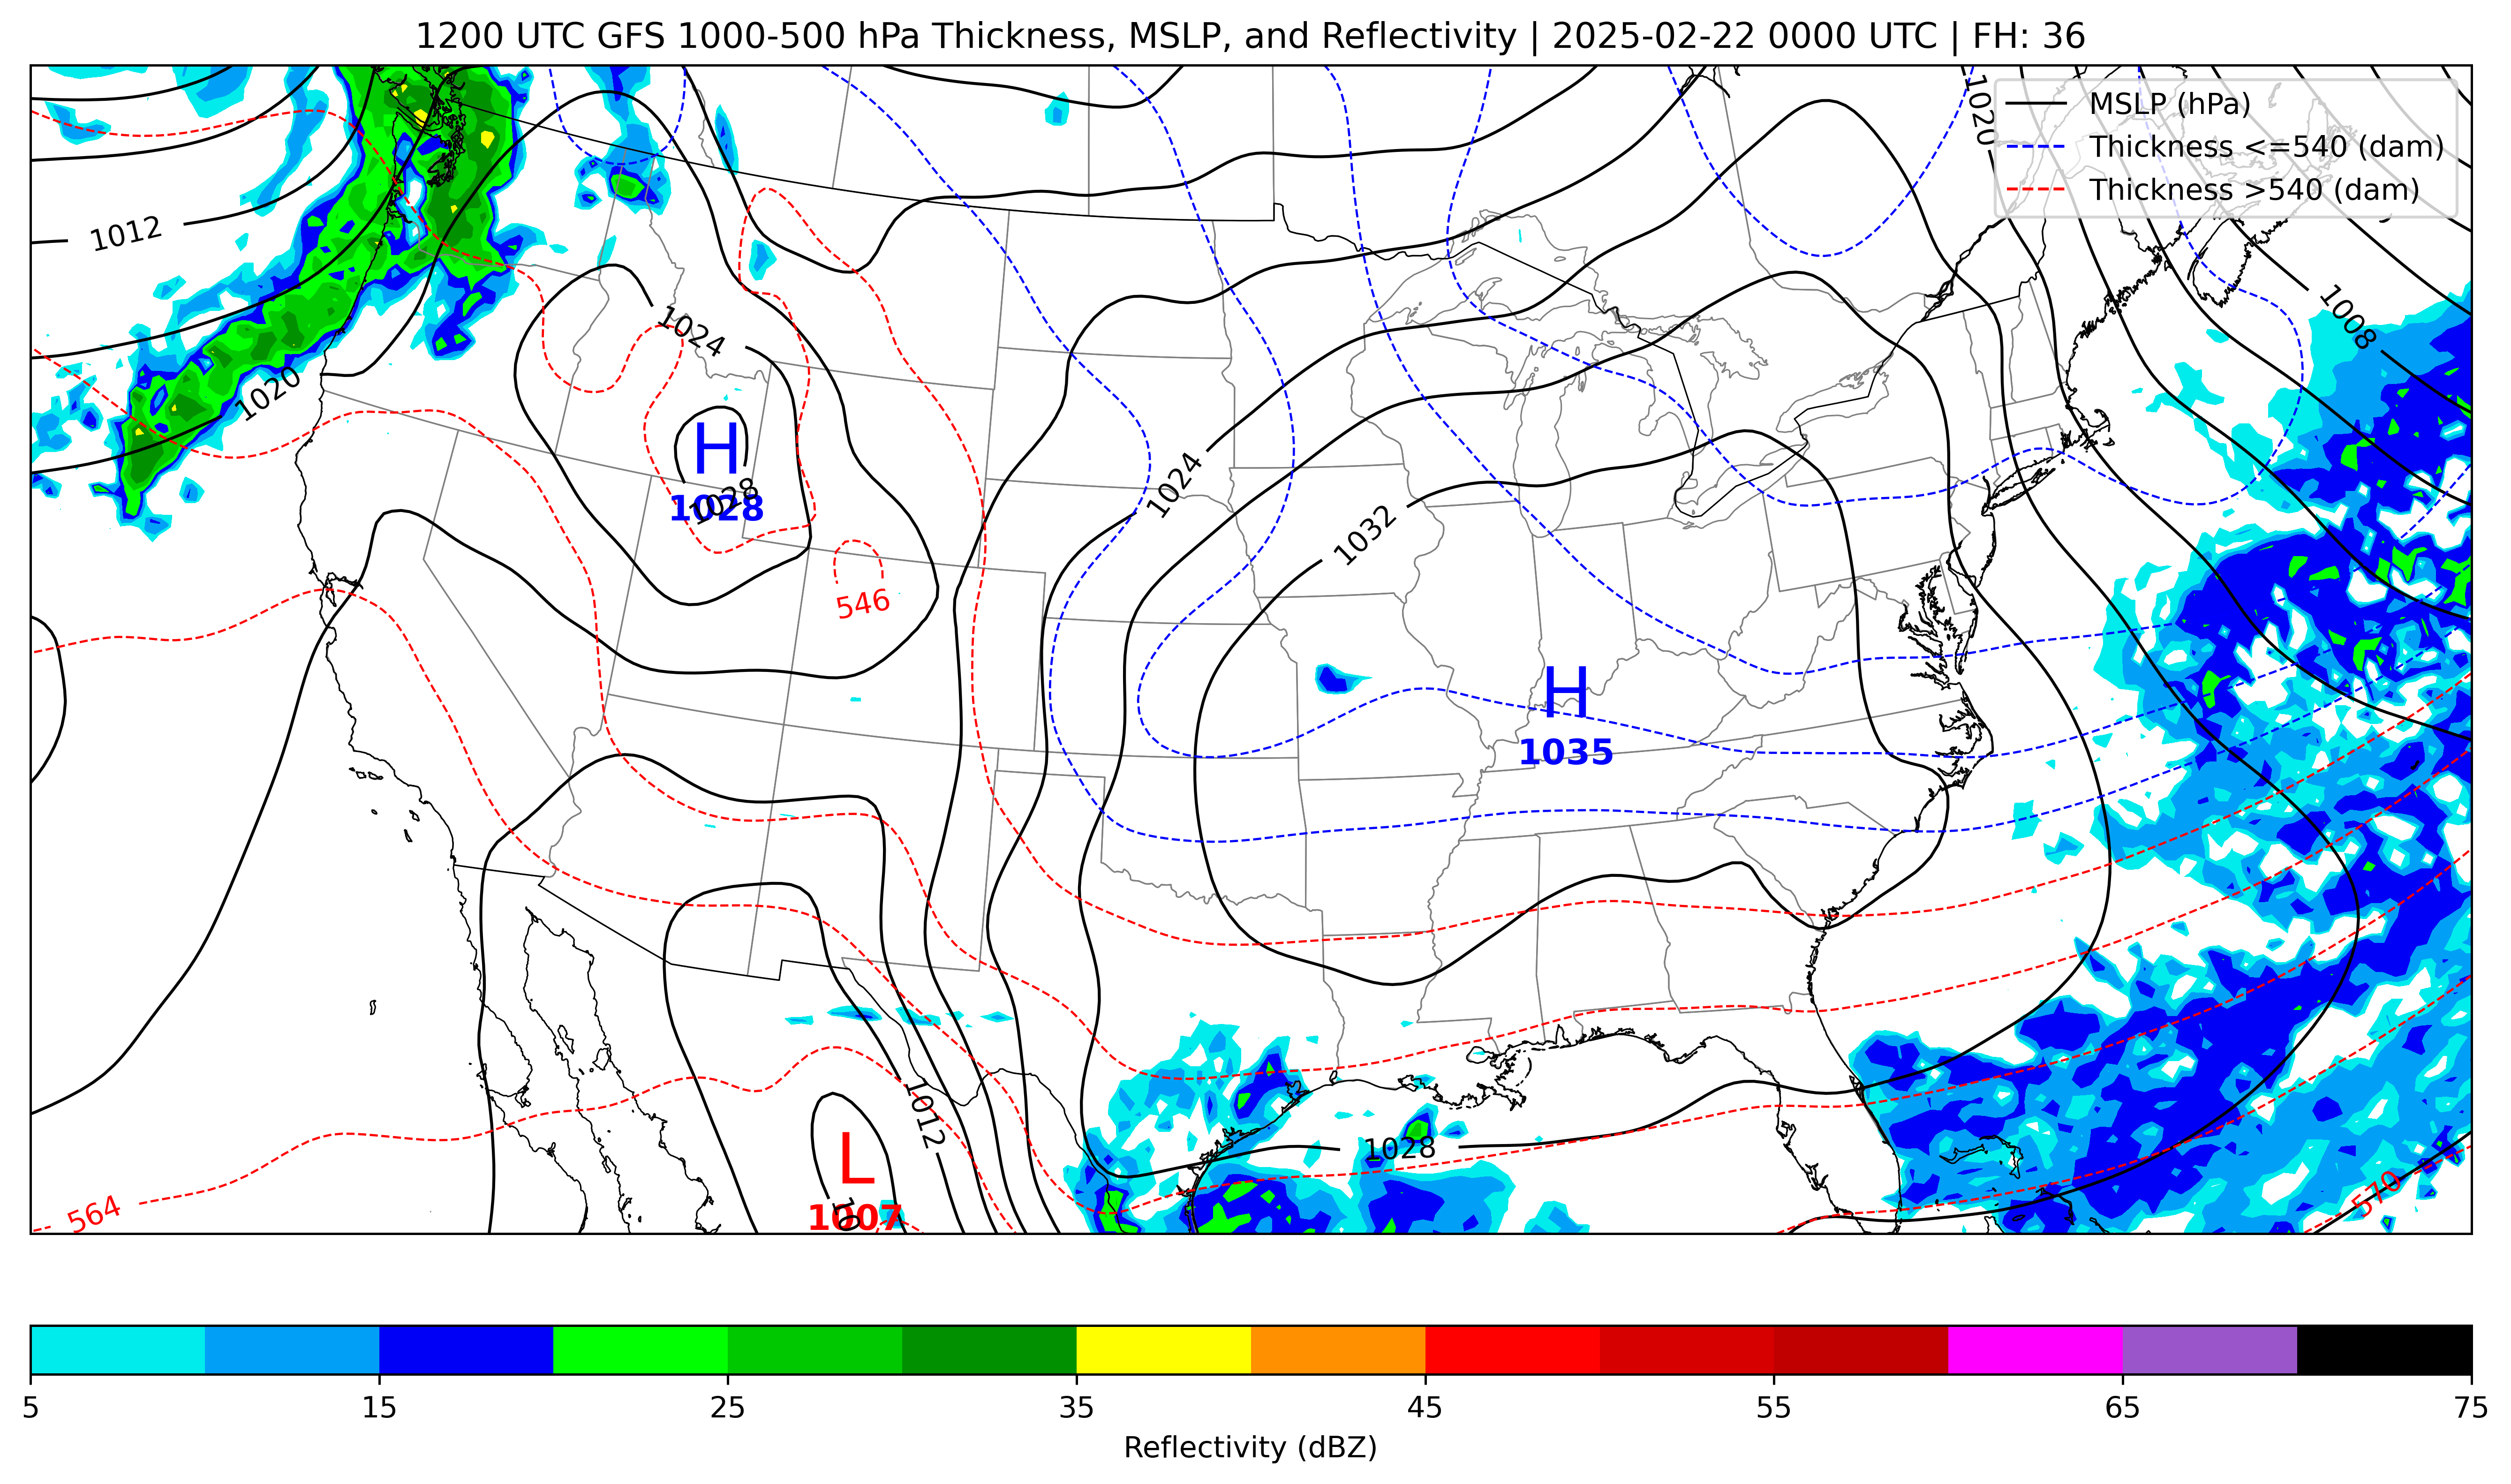 1200 UTC GFS 1000-500 hPa Thickness, MSLP, and Reflectivity | 2025-02-22 0000 UTC | FH: 36
MSLP (hPa)
Thickness <=540 (dam)
Thickness >540 (dam)
1020
1012
1008
1024
1020
H
1028
1028
1024
1032
546
H
1035
1012
1028
L
1007
10
564
570
5 15 25 35 45 55 65 75
Reflectivity (dBZ)